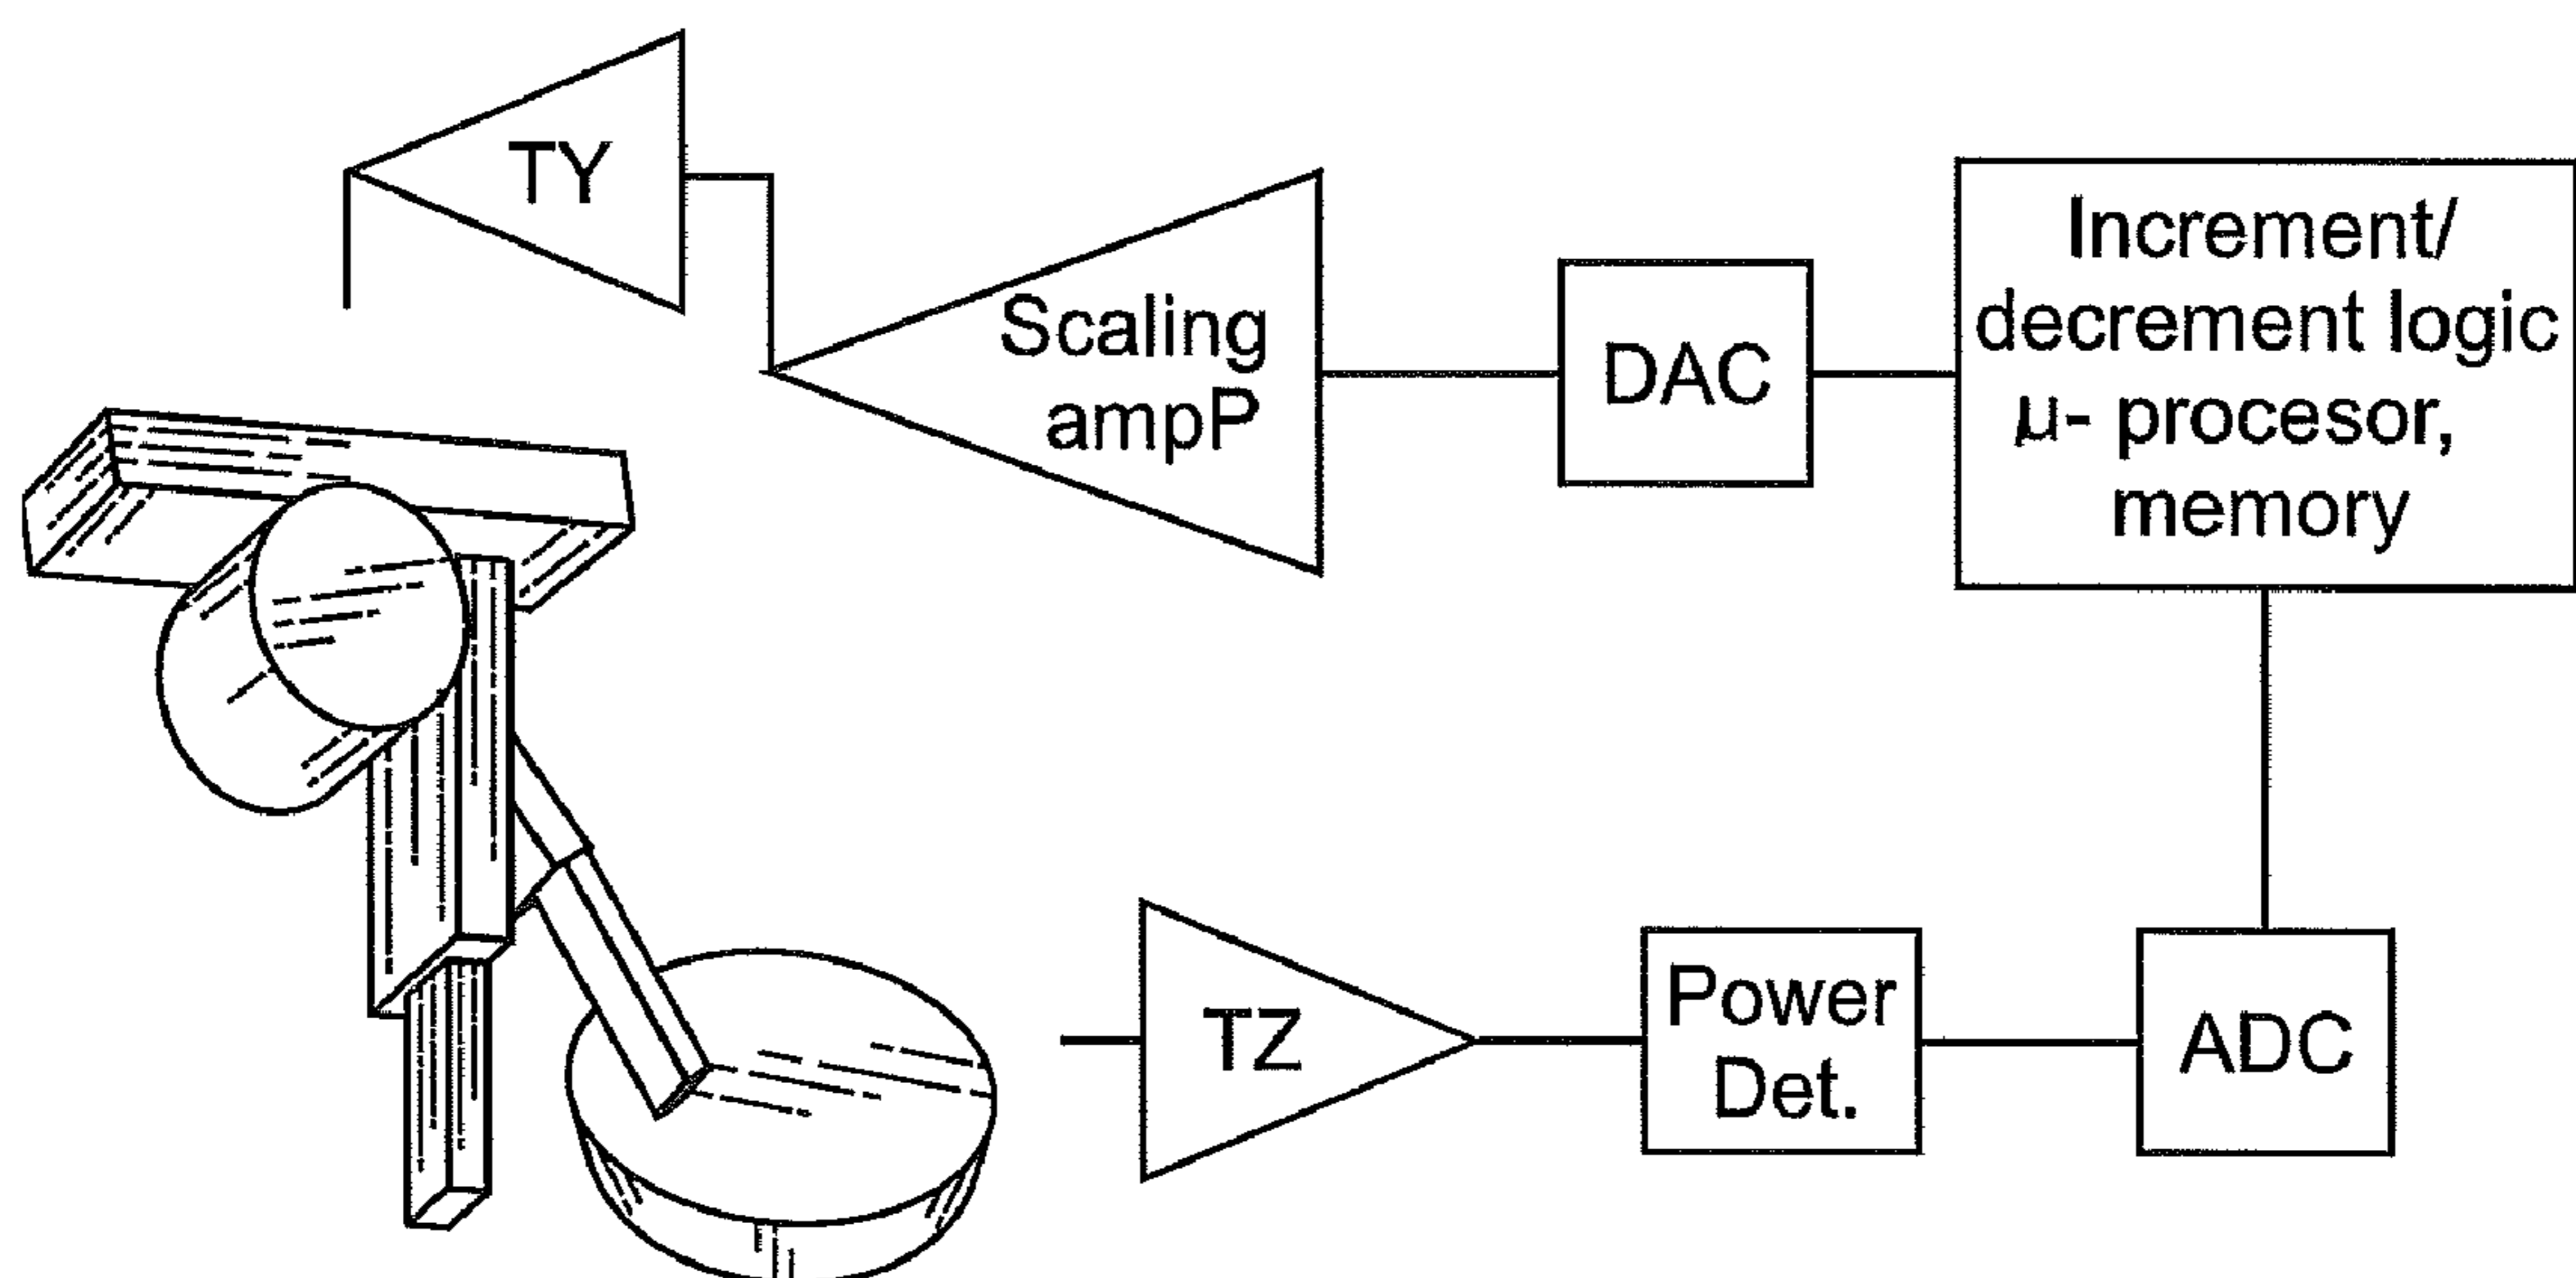 TY
Scaling
ampP
DAC
Increment/
decrement logic
μ- procesor,
memory
TZ
Power
Det.
ADC